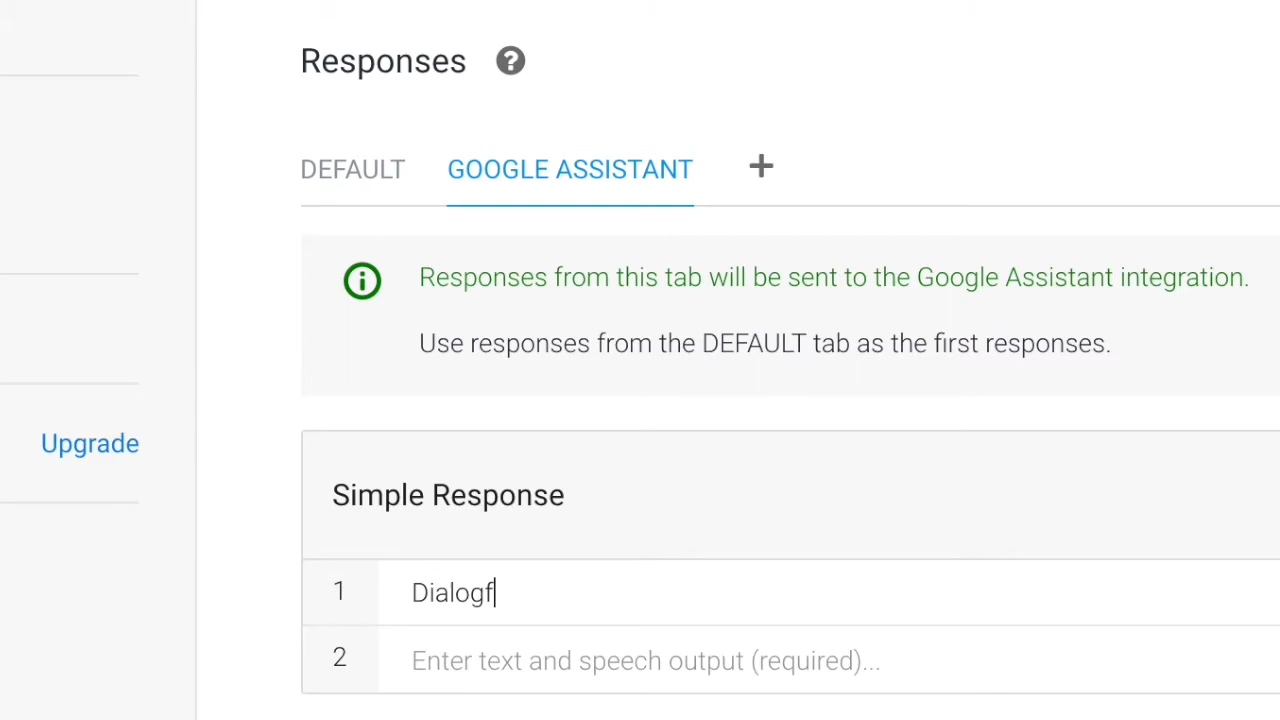 Responses ?
DEFAULT GOOGLE ASSISTANT +
Responses from this tab will be sent to the Google Assistant integration.
Use responses from the DEFAULT tab as the first responses.
Upgrade
Simple Response
1 Dialogf
2 Enter text and speech output (required)...